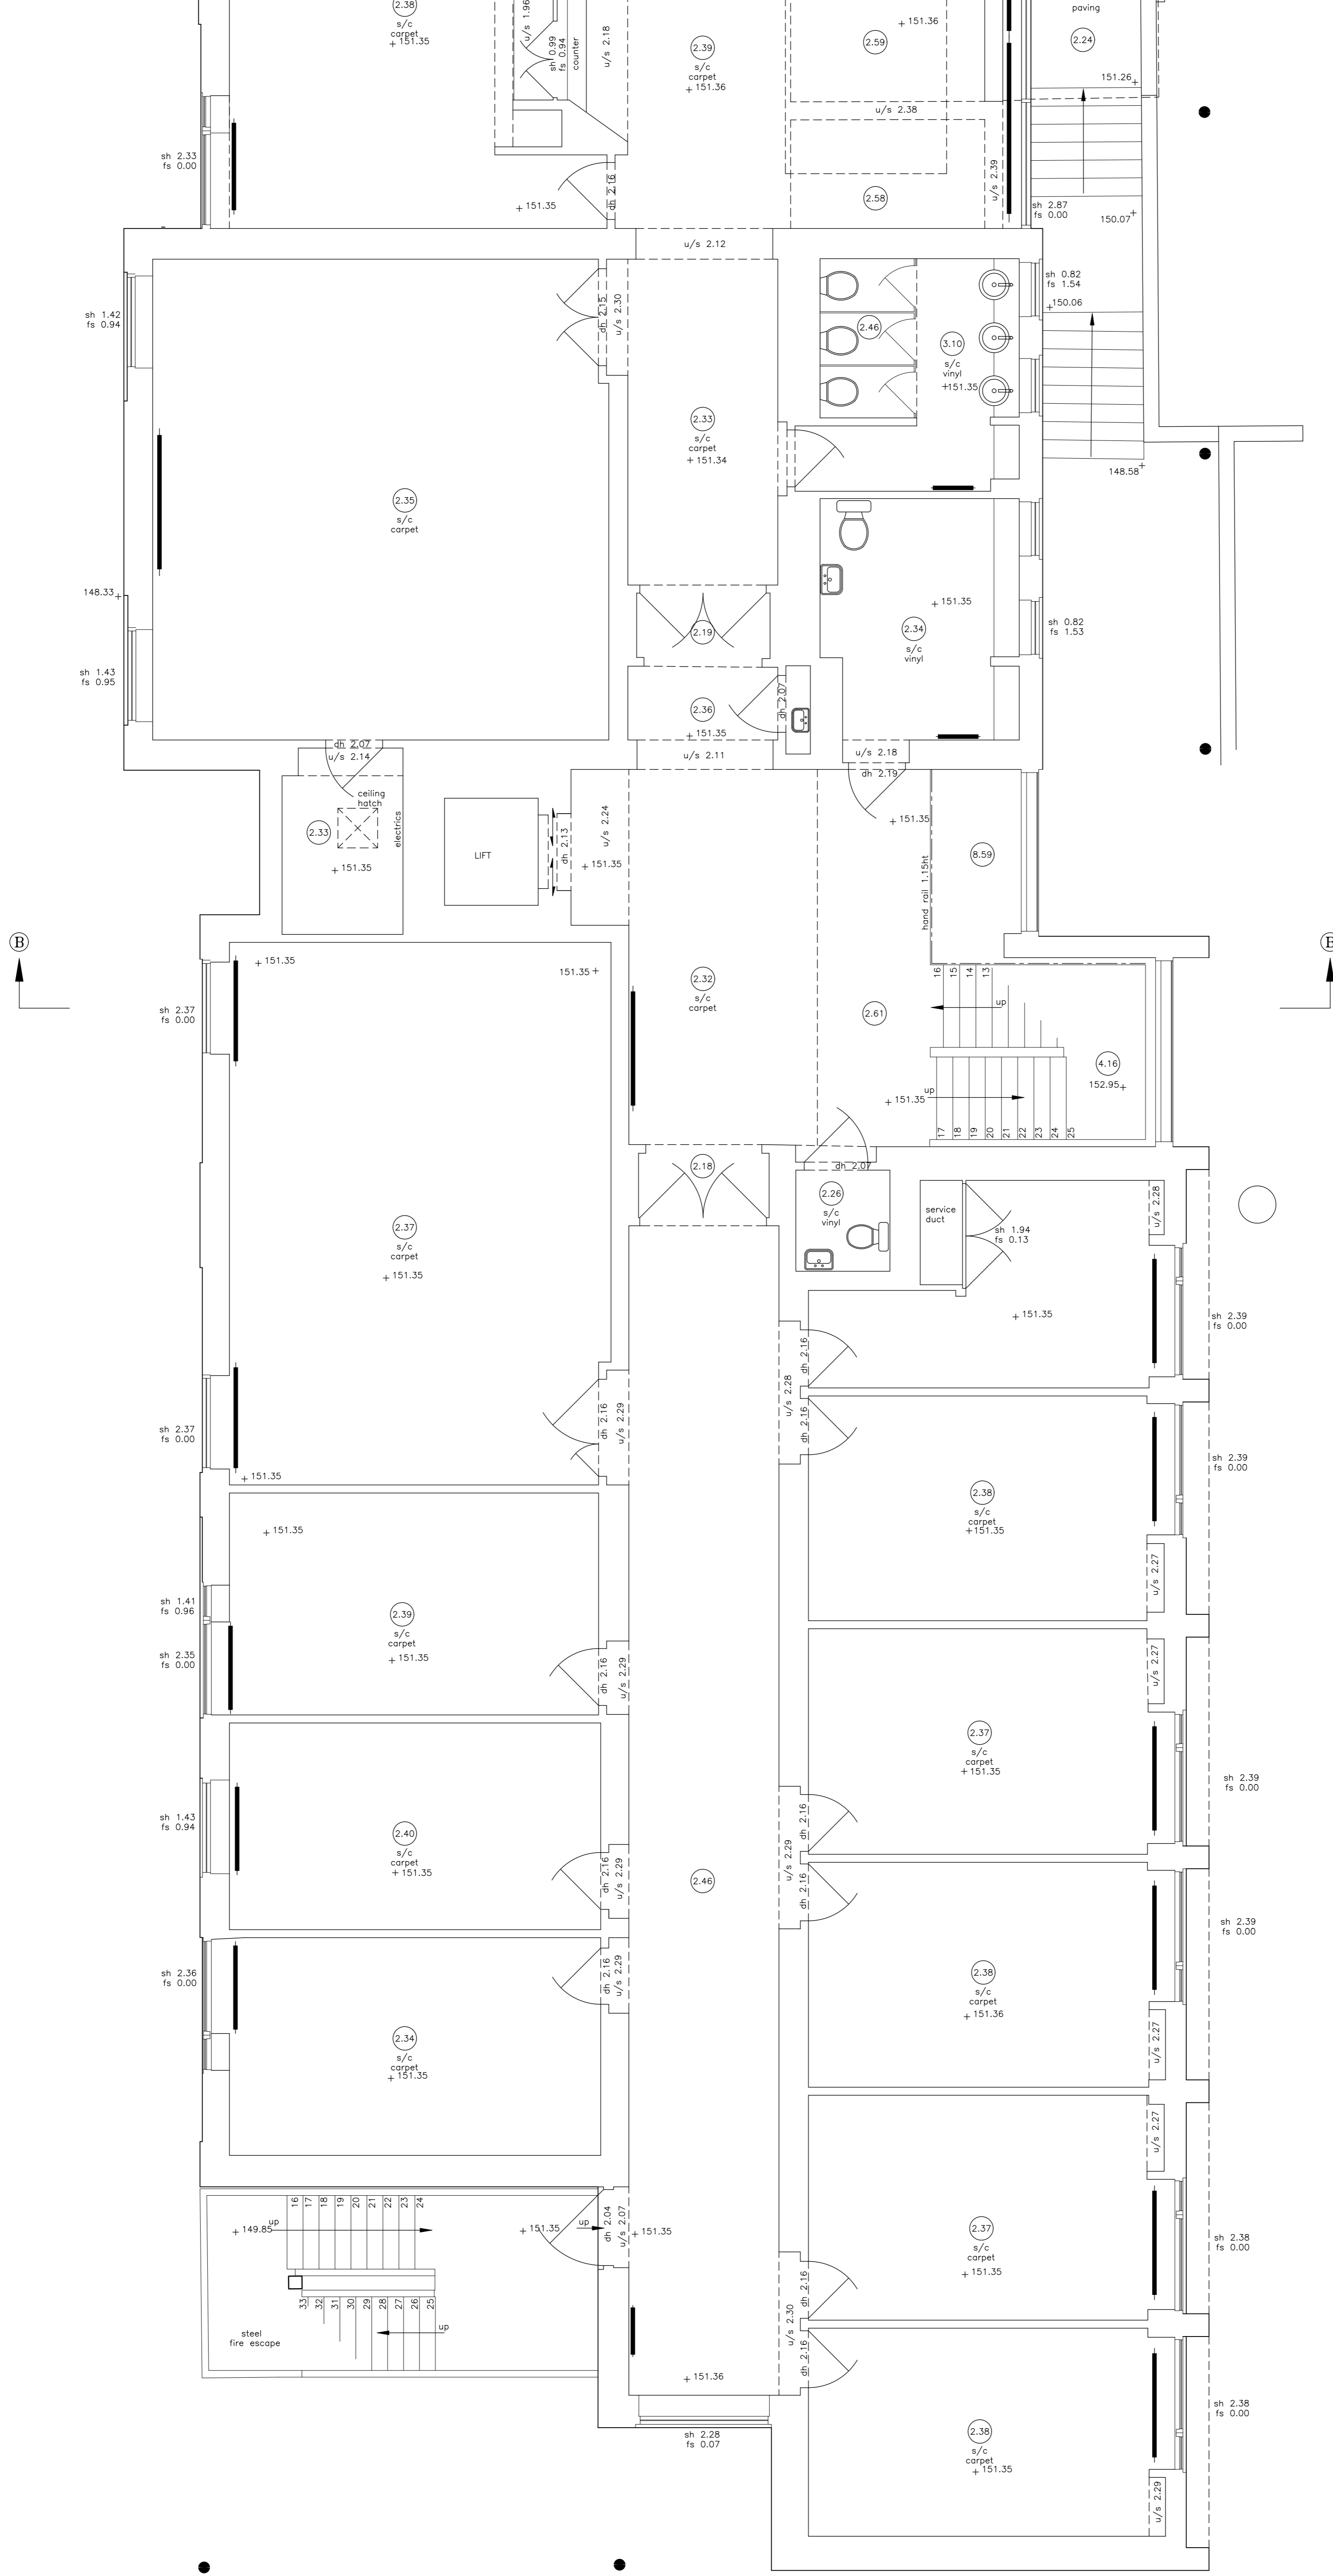 2.38
s/c
carpet
151.35
u/s 1.96
sh 0.99
fs 0.94
counter
u/s 2.18
2.39
s/c
carpet
151.36
2.59
151.36
paving
2.24
151.26
u/s 2.38
sh 2.33
fs 0.00
dh 2.16
151.35
2.58
u/s 2.39
sh 2.87
fs 0.00
150.07
u/s 2.12
sh 1.42
fs 0.94
dh 2.15
u/s 2.30
2.46
3.10
s/c
vinyl
151.35
sh 0.82
fs 1.54
150.06
2.33
s/c
carpet
151.34
148.58
2.35
s/c
carpet
148.33
2.19
151.35
2.34
s/c
vinyl
sh 0.82
fs 1.53
sh 1.43
fs 0.95
2.36
151.35
dh 2.07
dh 2.07
u/s 2.14
u/s 2.11
u/s 2.18
dh 2.19
ceiling
hatch
2.33
electrics
151.35
LIFT
dh 2.13
u/s 2.24
151.35
151.35
hand rail 1.15ht
8.59
B
B
151.35
151.35
2.32
s/c
carpet
16
15
14
13
up
2.61
sh 2.37
fs 0.00
4.16
152.95
up
151.35
17
18
19
20
21
22
23
24
25
2.18
dh 2.07
2.26
s/c
vinyl
service
duct
sh 1.94
fs 0.13
u/s 2.28
2.37
s/c
carpet
151.35
151.35
sh 2.39
fs 0.00
dh 2.16
u/s 2.28
dh 2.16
sh 2.37
fs 0.00
dh 2.16
u/s 2.29
151.35
sh 2.39
fs 0.00
2.38
s/c
carpet
151.35
151.35
u/s 2.27
sh 1.41
fs 0.96
2.39
s/c
carpet
151.35
sh 2.35
fs 0.00
dh 2.16
u/s 2.29
u/s 2.27
2.37
s/c
carpet
151.35
sh 2.39
fs 0.00
sh 1.43
fs 0.94
2.40
s/c
carpet
151.35
dh 2.16
u/s 2.29
2.46
dh 2.16
u/s 2.29
dh 2.16
sh 2.39
fs 0.00
sh 2.36
fs 0.00
dh 2.16
u/s 2.29
2.38
s/c
carpet
151.36
2.34
s/c
carpet
151.35
u/s 2.27
u/s 2.27
16
17
18
19
20
21
22
23
24
up
149.85
151.35
up
dh 2.04
u/s 2.07
151.35
2.37
s/c
carpet
151.35
sh 2.38
fs 0.00
33
32
31
30
29
28
27
26
25
up
steel
fire escape
dh 2.16
u/s 2.30
dh 2.16
151.36
sh 2.28
fs 0.07
sh 2.38
fs 0.00
2.38
s/c
carpet
151.35
u/s 2.29